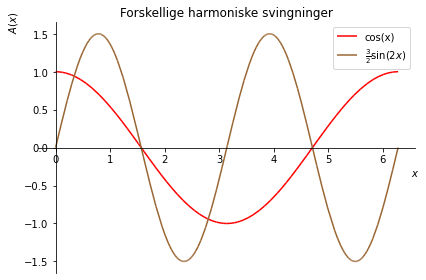 Forskellige harmoniske svingninger
A(x)
cos(x)
3/2 sin(2x)
1.5
1.0
0.5
0.0
−0.5
−1.0
−1.5
0 1 2 3 4 5 6
x